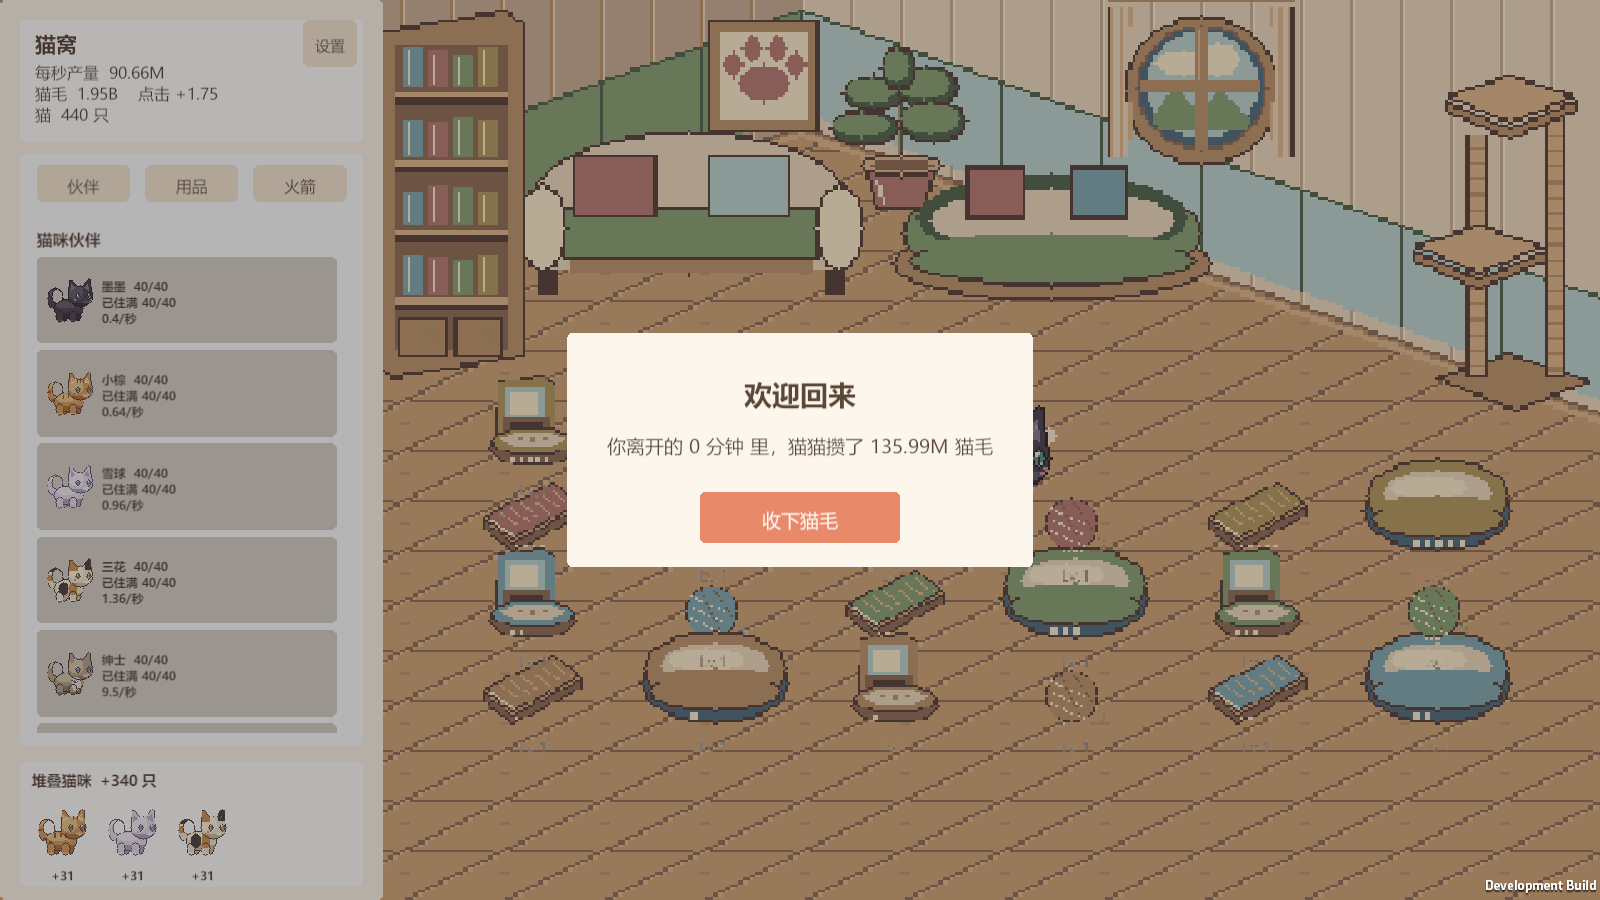 猫窝
设置
每秒产量 90.66M
猫毛 1.95B 点击 +1.75
猫 440 只
伙伴 用品 火箭
猫咪伙伴
墨墨 40/40
已住满 40/40
0.4/秒
小棕 40/40
已住满 40/40
0.64/秒
雪球 40/40
已住满 40/40
0.96/秒
三花 40/40
已住满 40/40
1.36/秒
绅士 40/40
已住满 40/40
9.5/秒
堆叠猫咪 +340 只
+31 +31 +31
欢迎回来
你离开的 0 分钟 里，猫猫攒了 135.99M 猫毛
收下猫毛
Development Build